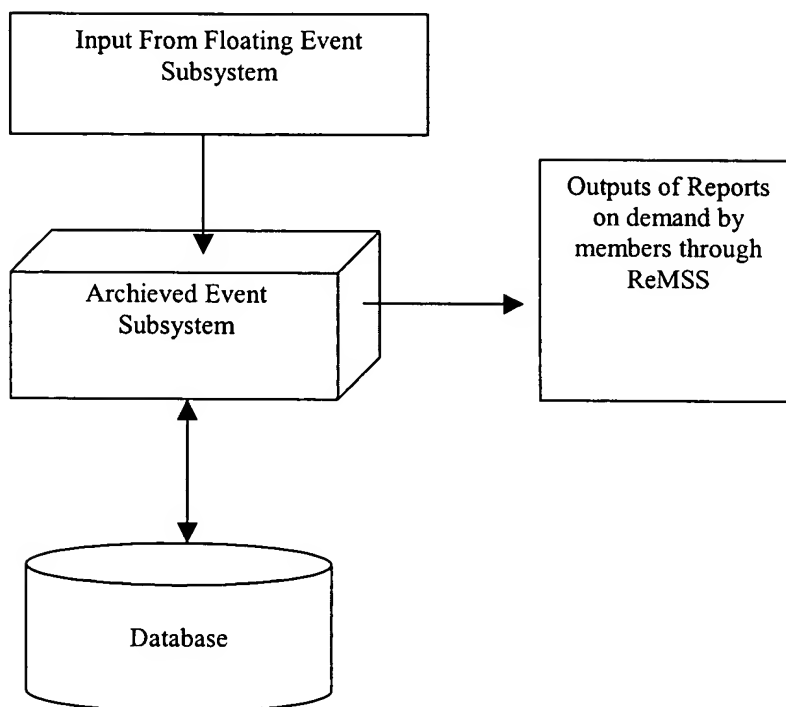 Input From Floating Event
Subsystem
Outputs of Reports
on demand by
members through
ReMSS
Archieved Event
Subsystem
Database